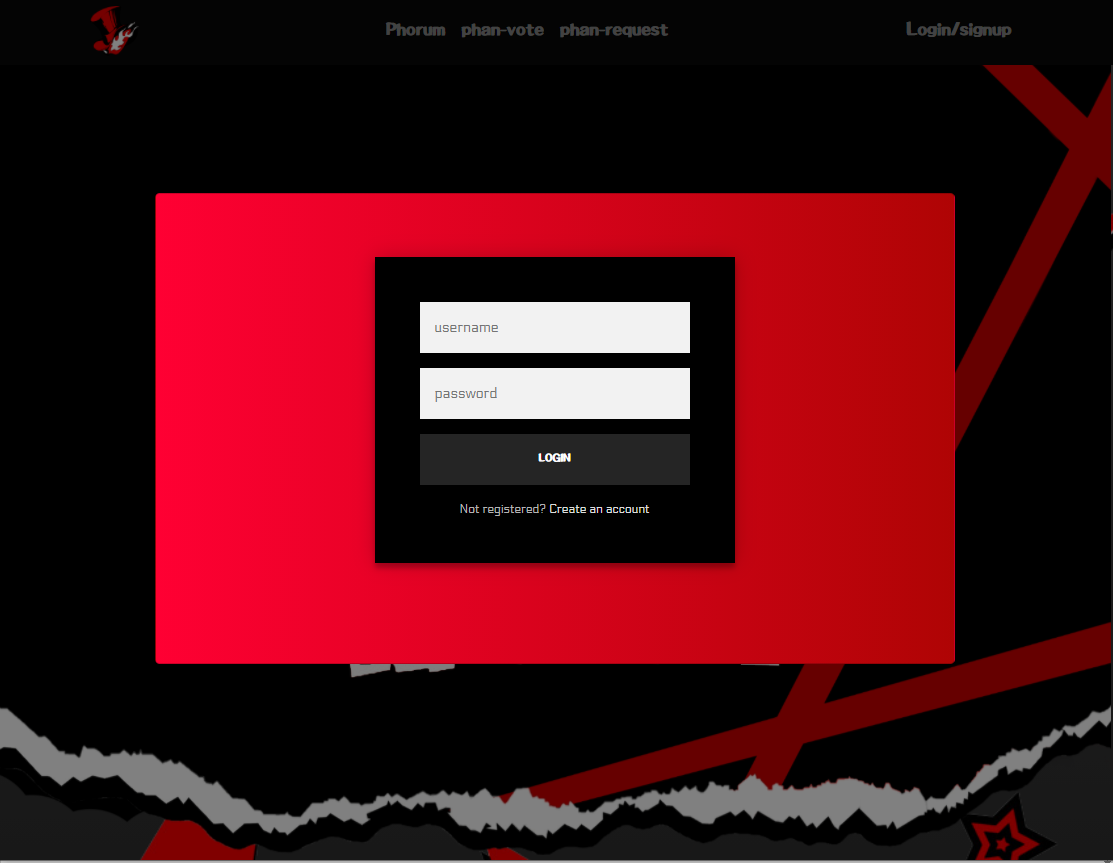 Phorum phan-vote phan-request Login/signup
username
password
LOGIN
Not registered? Create an account